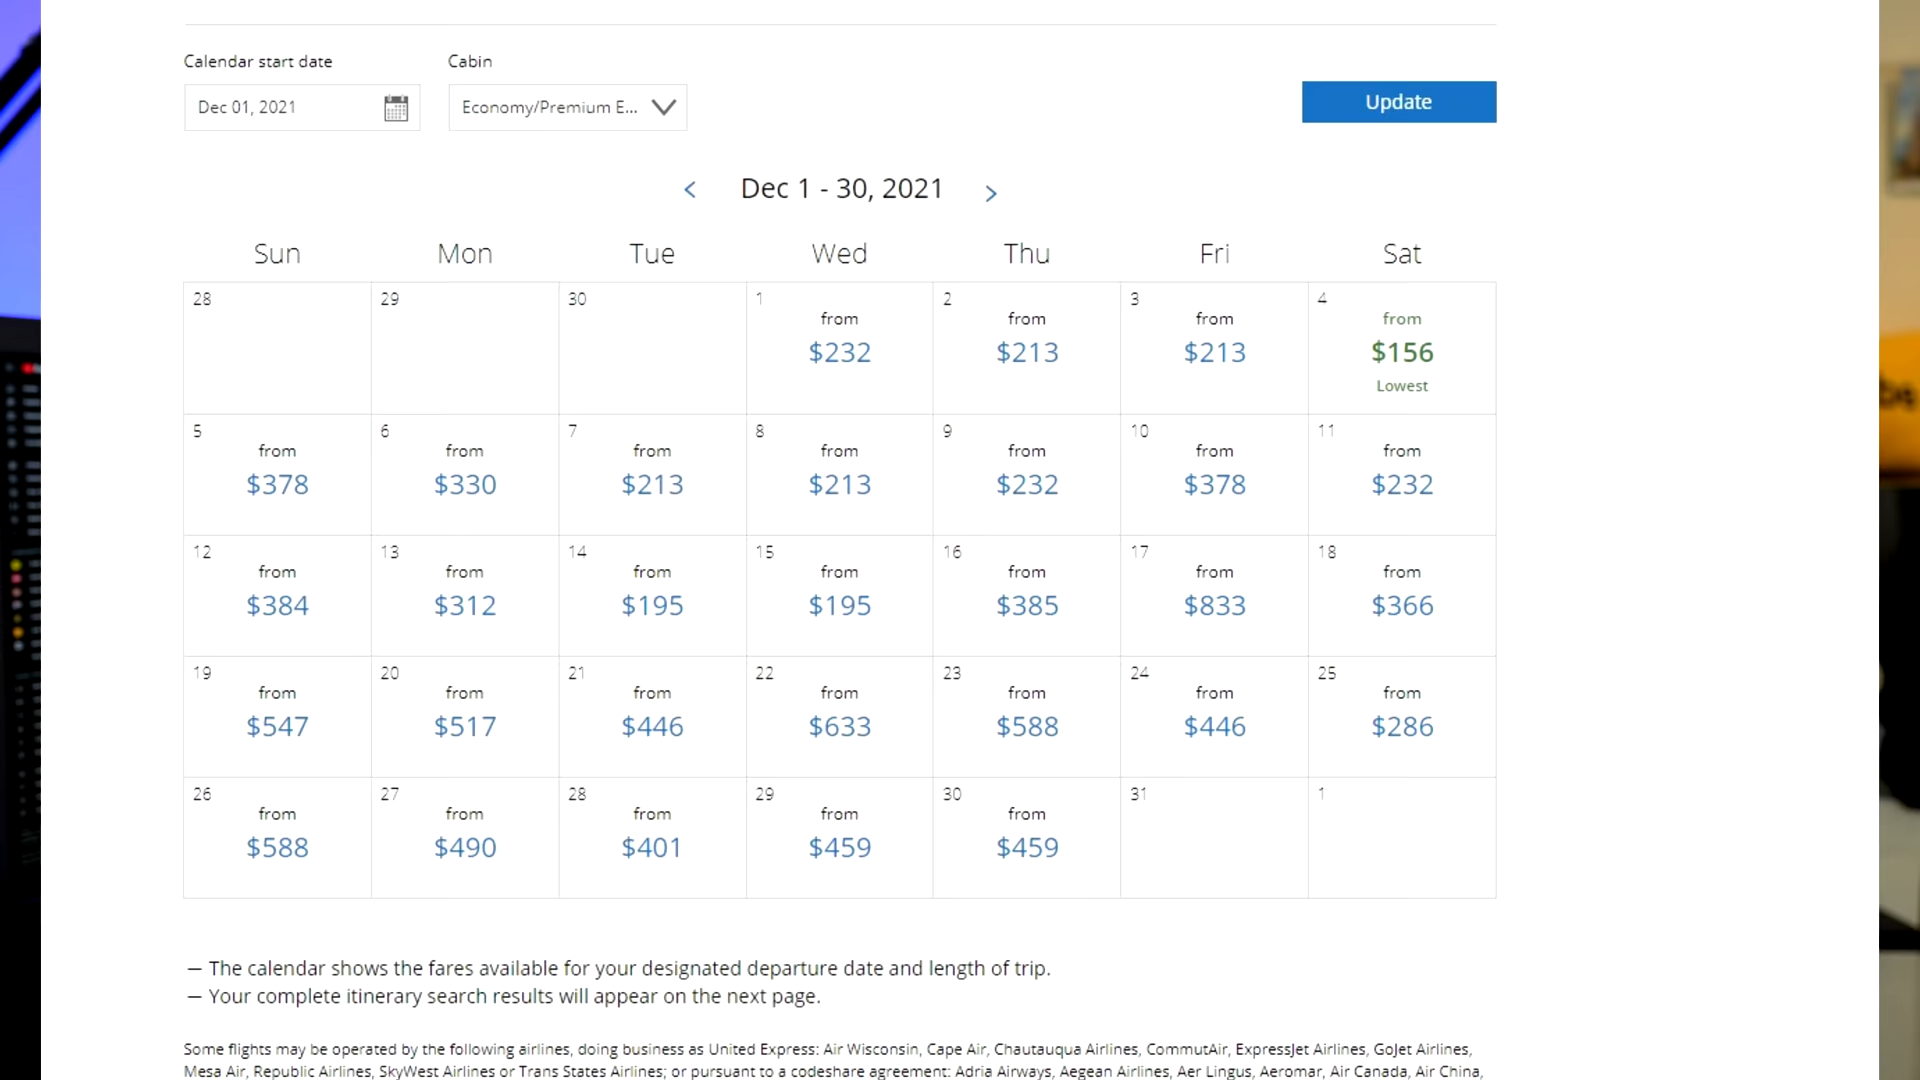 Calendar start date Cabin
Dec 01, 2021 Economy/Premium E... Update
Dec 1 - 30, 2021
Sun Mon Tue Wed Thu Fri Sat
28 29 30 1 2 3 4
from from from from
$232 $213 $213 $156
Lowest
5 6 7 8 9 10 11
from from from from from from from
$378 $330 $213 $213 $232 $378 $232
12 13 14 15 16 17 18
from from from from from from from
$384 $312 $195 $195 $385 $833 $366
19 20 21 22 23 24 25
from from from from from from from
$547 $517 $446 $633 $588 $446 $286
26 27 28 29 30 31 1
from from from from from
$588 $490 $401 $459 $459
— The calendar shows the fares available for your designated departure date and length of trip.
— Your complete itinerary search results will appear on the next page.
Some flights may be operated by the following airlines, doing business as United Express: Air Wisconsin, Cape Air, Chautauqua Airlines, CommutAir, ExpressJet Airlines, GoJet Airlines,
Mesa Air, Republic Airlines, SkyWest Airlines or Trans States Airlines; or pursuant to a codeshare agreement: Adria Airways, Aegean Airlines, Aer Lingus, Aeromar, Air Canada, Air China,